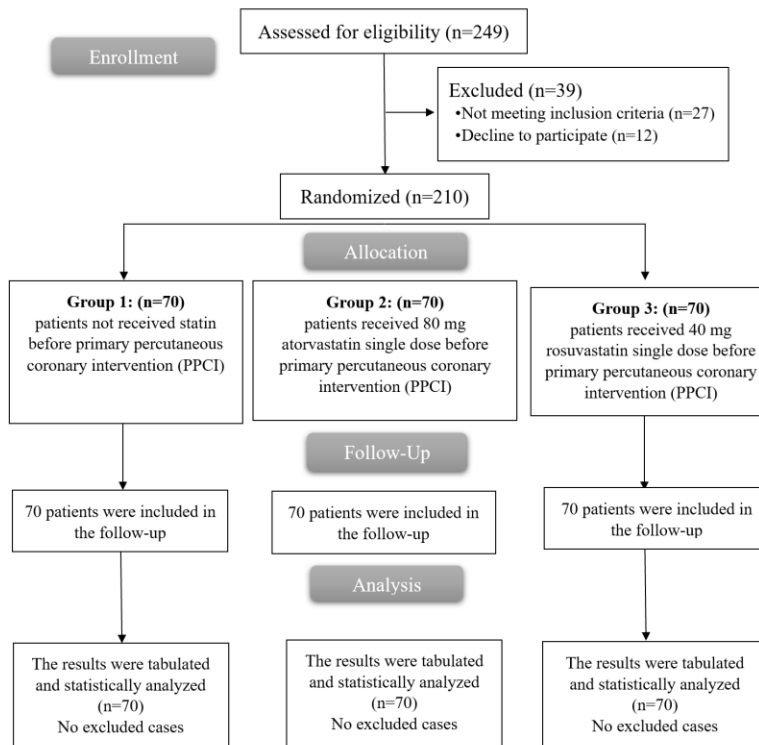 Assessed for eligibility (n=249)
Enrollment
Excluded (n=39)
•Not meeting inclusion criteria (n=27)
•Decline to participate (n=12)
Randomized (n=210)
Allocation
Group 1: (n=70)
patients not received statin
before primary percutaneous
coronary intervention (PPCI)
Group 2: (n=70)
patients received 80 mg
atorvastatin single dose before
primary percutaneous coronary
intervention (PPCI)
Group 3: (n=70)
patients received 40 mg
rosuvastatin single dose before
primary percutaneous coronary
intervention (PPCI)
Follow-Up
70 patients were included in
the follow-up
70 patients were included in
the follow-up
70 patients were included in
the follow-up
Analysis
The results were tabulated
and statistically analyzed
(n=70)
No excluded cases
The results were tabulated
and statistically analyzed
(n=70)
No excluded cases
The results were tabulated
and statistically analyzed
(n=70)
No excluded cases